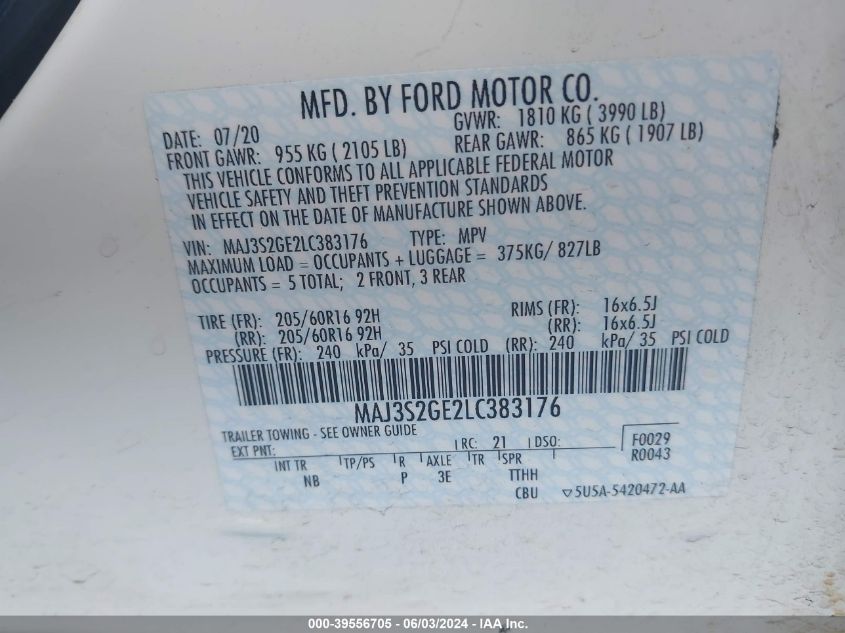 MFD. BY FORD MOTOR CO.
DATE: 07/20 GVWR: 1810 KG ( 3990 LB)
FRONT GAWR: 955 KG ( 2105 LB) REAR GAWR: 865 KG ( 1907 LB)
THIS VEHICLE CONFORMS TO ALL APPLICABLE FEDERAL MOTOR
VEHICLE SAFETY AND THEFT PREVENTION STANDARDS
IN EFFECT ON THE DATE OF MANUFACTURE SHOWN ABOVE.
VIN: MAJ3S2GE2LC383176 TYPE: MPV
MAXIMUM LOAD = OCCUPANTS + LUGGAGE = 375KG/ 827LB
OCCUPANTS = 5 TOTAL; 2 FRONT, 3 REAR
TIRE (FR): 205/60R16 92H RIMS (FR): 16x6.5J
(RR): 205/60R16 92H (RR): 16x6.5J
PRESSURE (FR): 240 kPa/ 35 PSI COLD (RR): 240 kPa/ 35 PSI COLD
MAJ3S2GE2LC383176
TRAILER TOWING - SEE OWNER GUIDE
EXT PNT: RC: 21 DSO: F0029
R0043
INT TR TP/PS R AXLE TR SPR
NB P 3E TTHH
CBU ▽5U5A-5420472-AA
000-39556705 - 06/03/2024 - IAA Inc.